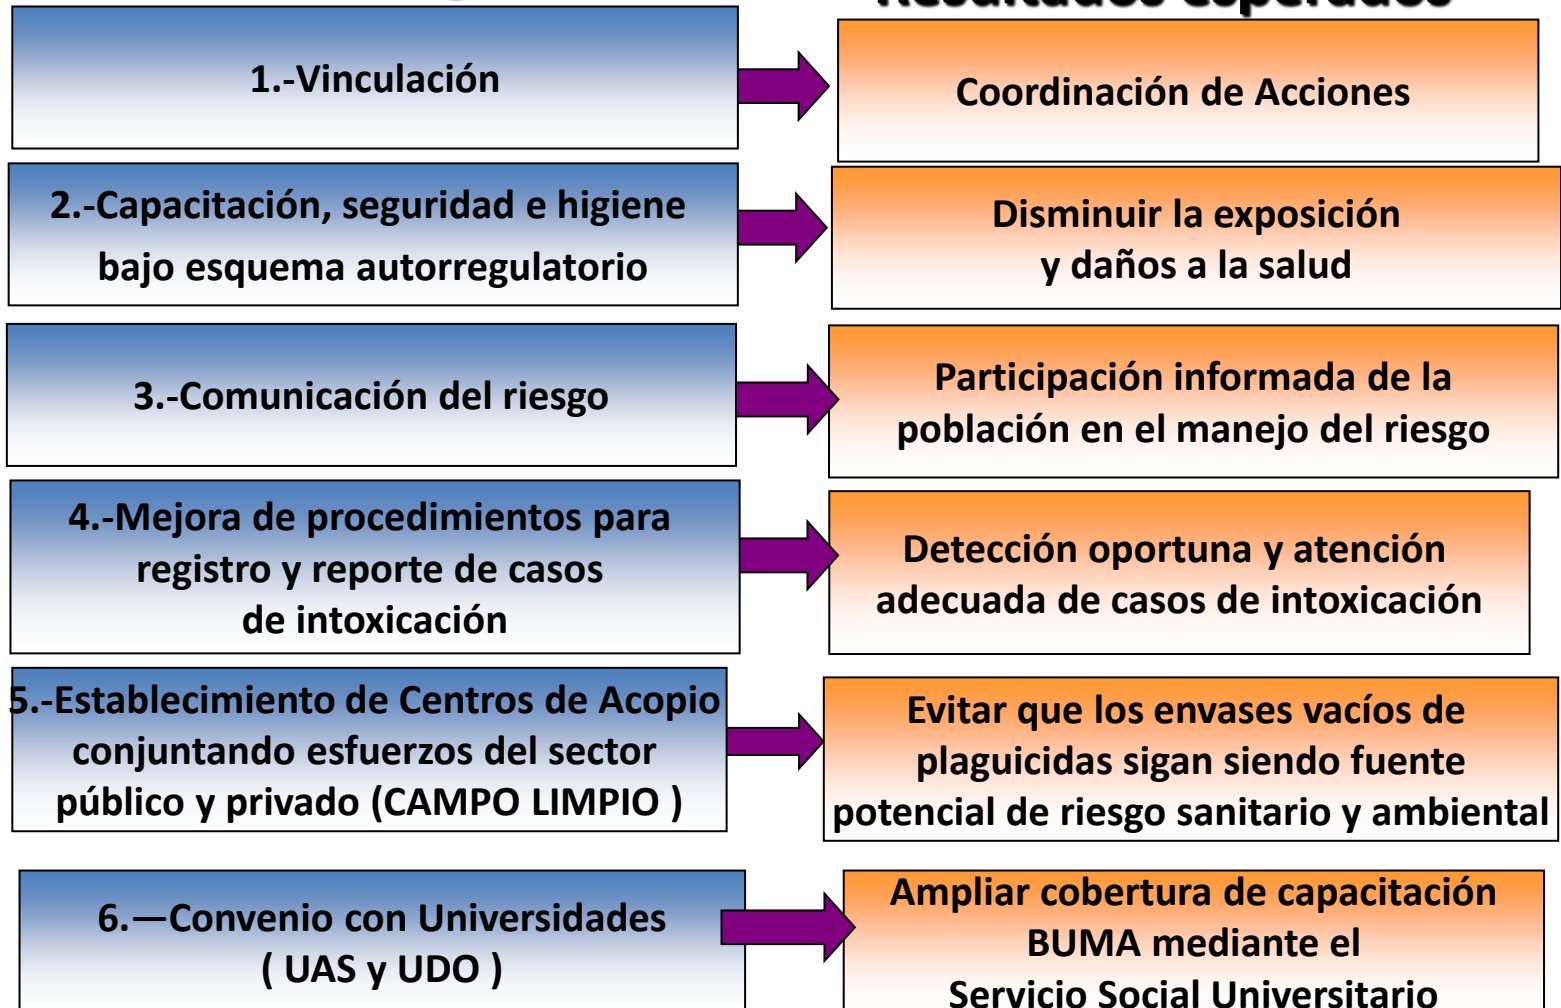 Resultados esperados
1.-Vinculación
Coordinación de Acciones
2.-Capacitación, seguridad e higiene
bajo esquema autorregulatorio
Disminuir la exposición
y daños a la salud
3.-Comunicación del riesgo
Participación informada de la
población en el manejo del riesgo
4.-Mejora de procedimientos para
registro y reporte de casos
de intoxicación
Detección oportuna y atención
adecuada de casos de intoxicación
5.-Establecimiento de Centros de Acopio
conjuntando esfuerzos del sector
público y privado (CAMPO LIMPIO )
Evitar que los envases vacíos de
plaguicidas sigan siendo fuente
potencial de riesgo sanitario y ambiental
6.—Convenio con Universidades
( UAS y UDO )
Ampliar cobertura de capacitación
BUMA mediante el
Servicio Social Universitario